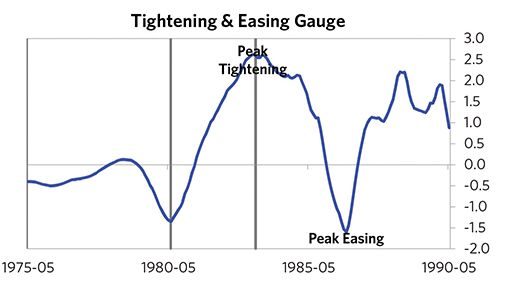 Tightening & Easing Gauge
Peak
Tightening
Peak Easing
3.0
2.5
2.0
1.5
1.0
0.5
0.0
-0.5
-1.0
-1.5
-2.0
1975-05 1980-05 1985-05 1990-05